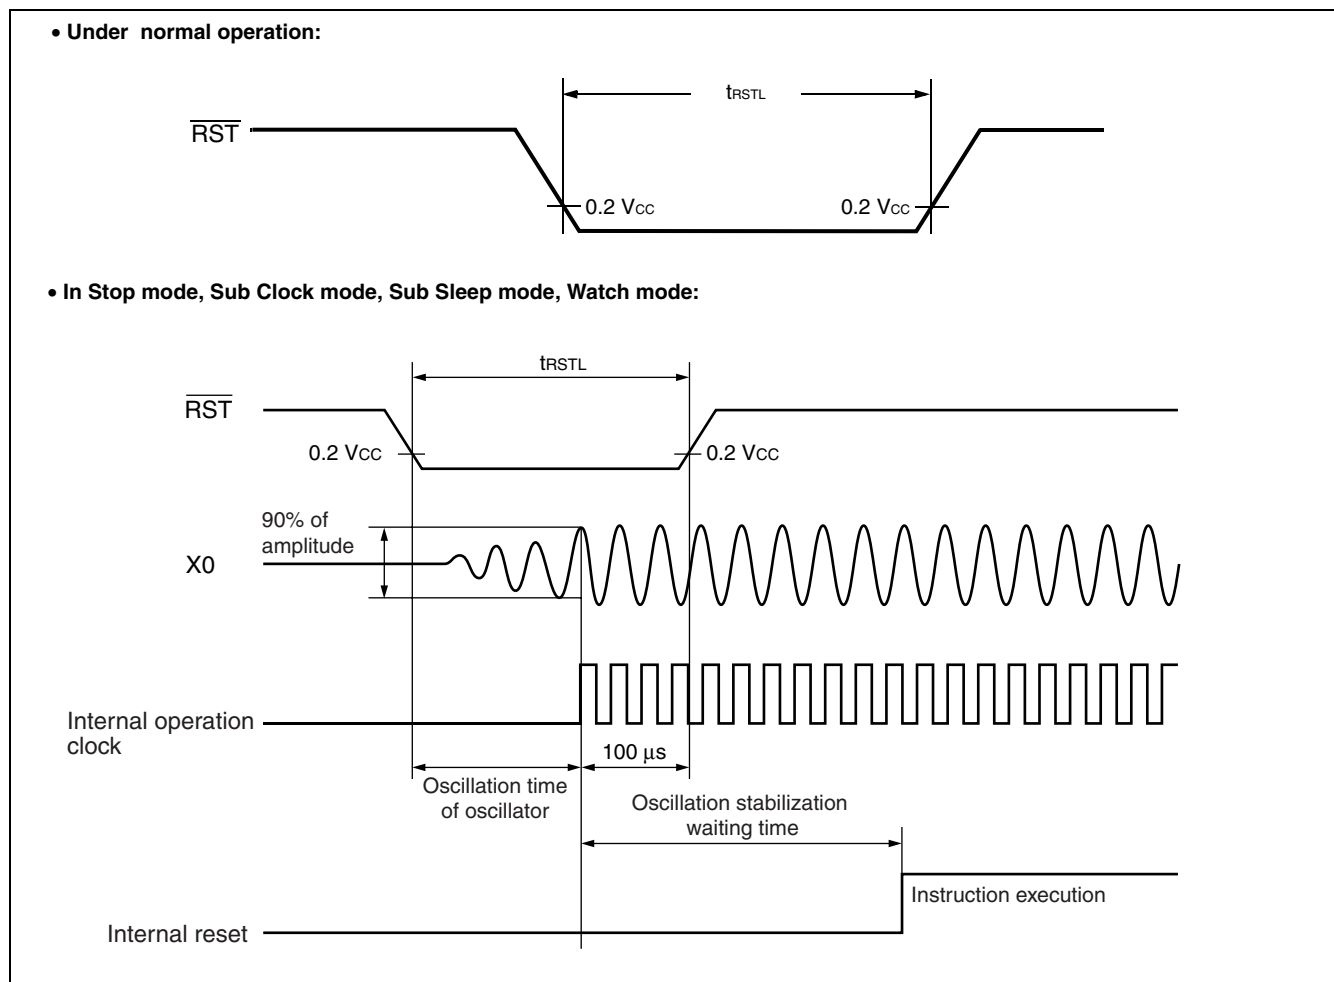 • Under normal operation:
tRSTL
RST
0.2 VCC
0.2 VCC
• In Stop mode, Sub Clock mode, Sub Sleep mode, Watch mode:
tRSTL
RST
0.2 VCC
0.2 VCC
90% of
amplitude
X0
Internal operation
clock
100 μs
Oscillation time
of oscillator
Oscillation stabilization
waiting time
Instruction execution
Internal reset